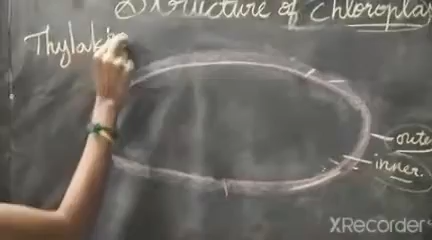 Structure of chloropla
Thylak
oute
inner.
XRecorder